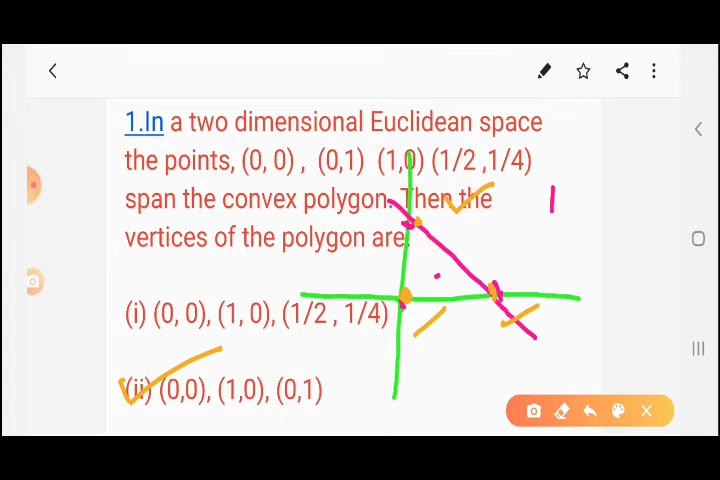 1.In a two dimensional Euclidean space
the points, (0, 0) , (0,1) (1,0) (1/2 ,1/4)
span the convex polygon. Then the
vertices of the polygon are.
(i) (0, 0), (1, 0), (1/2 , 1/4)
(ii) (0,0), (1,0), (0,1)